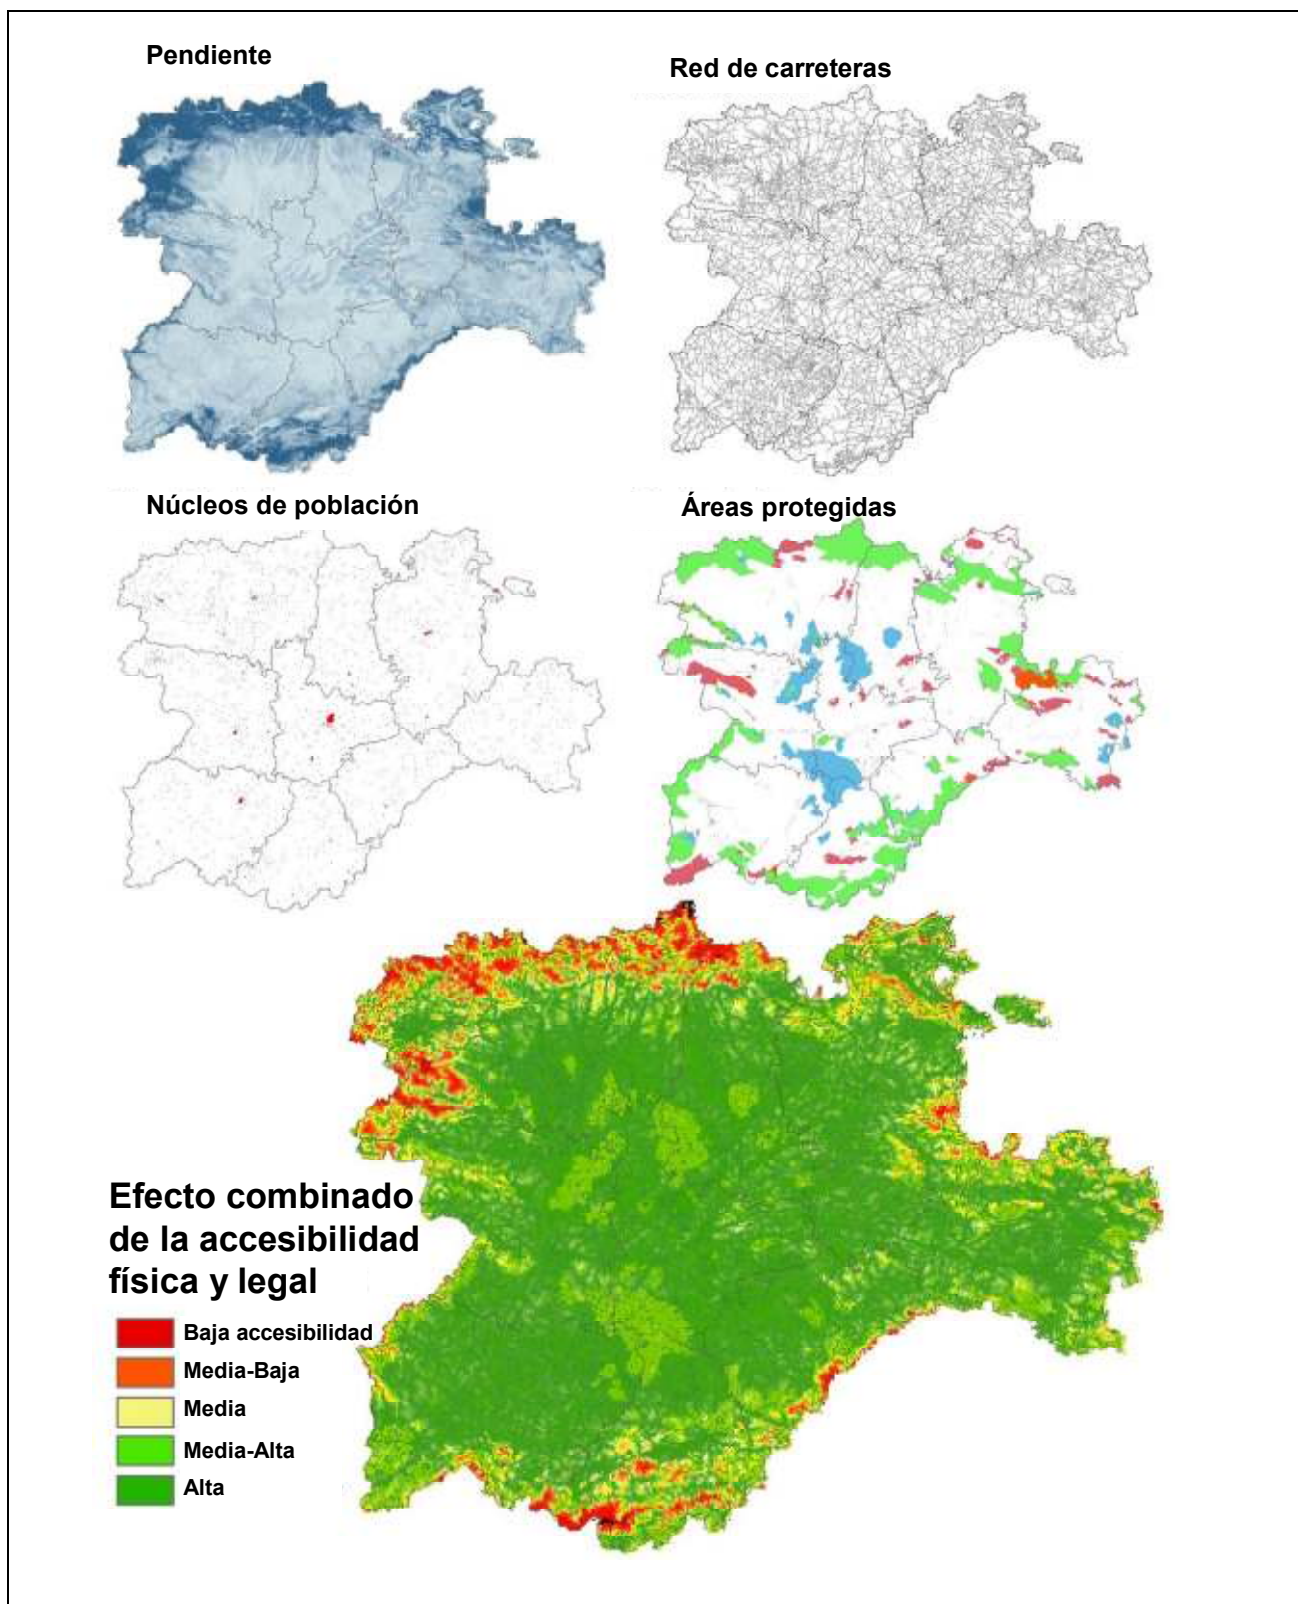 Pendiente
Red de carreteras
Núcleos de población
Áreas protegidas
Efecto combinado
de la accesibilidad
física y legal
Baja accesibilidad
Media-Baja
Media
Media-Alta
Alta